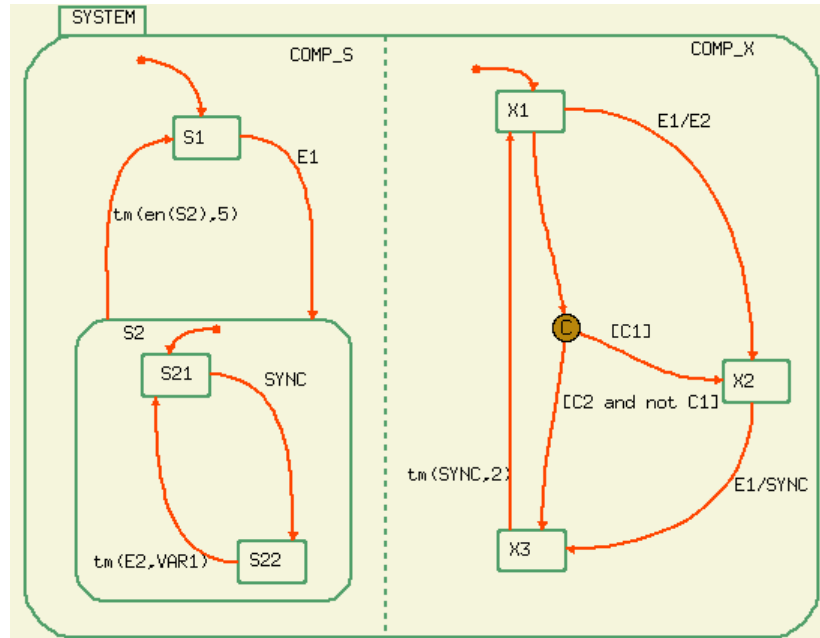 SYSTEM
COMP_S
COMP_X
S1
E1
tm(en(S2),5)
S2
S21
SYNC
tm(E2,VAR1)
S22
X1
E1/E2
C
[C1]
X2
[C2 and not C1]
tm(SYNC,2)
E1/SYNC
X3